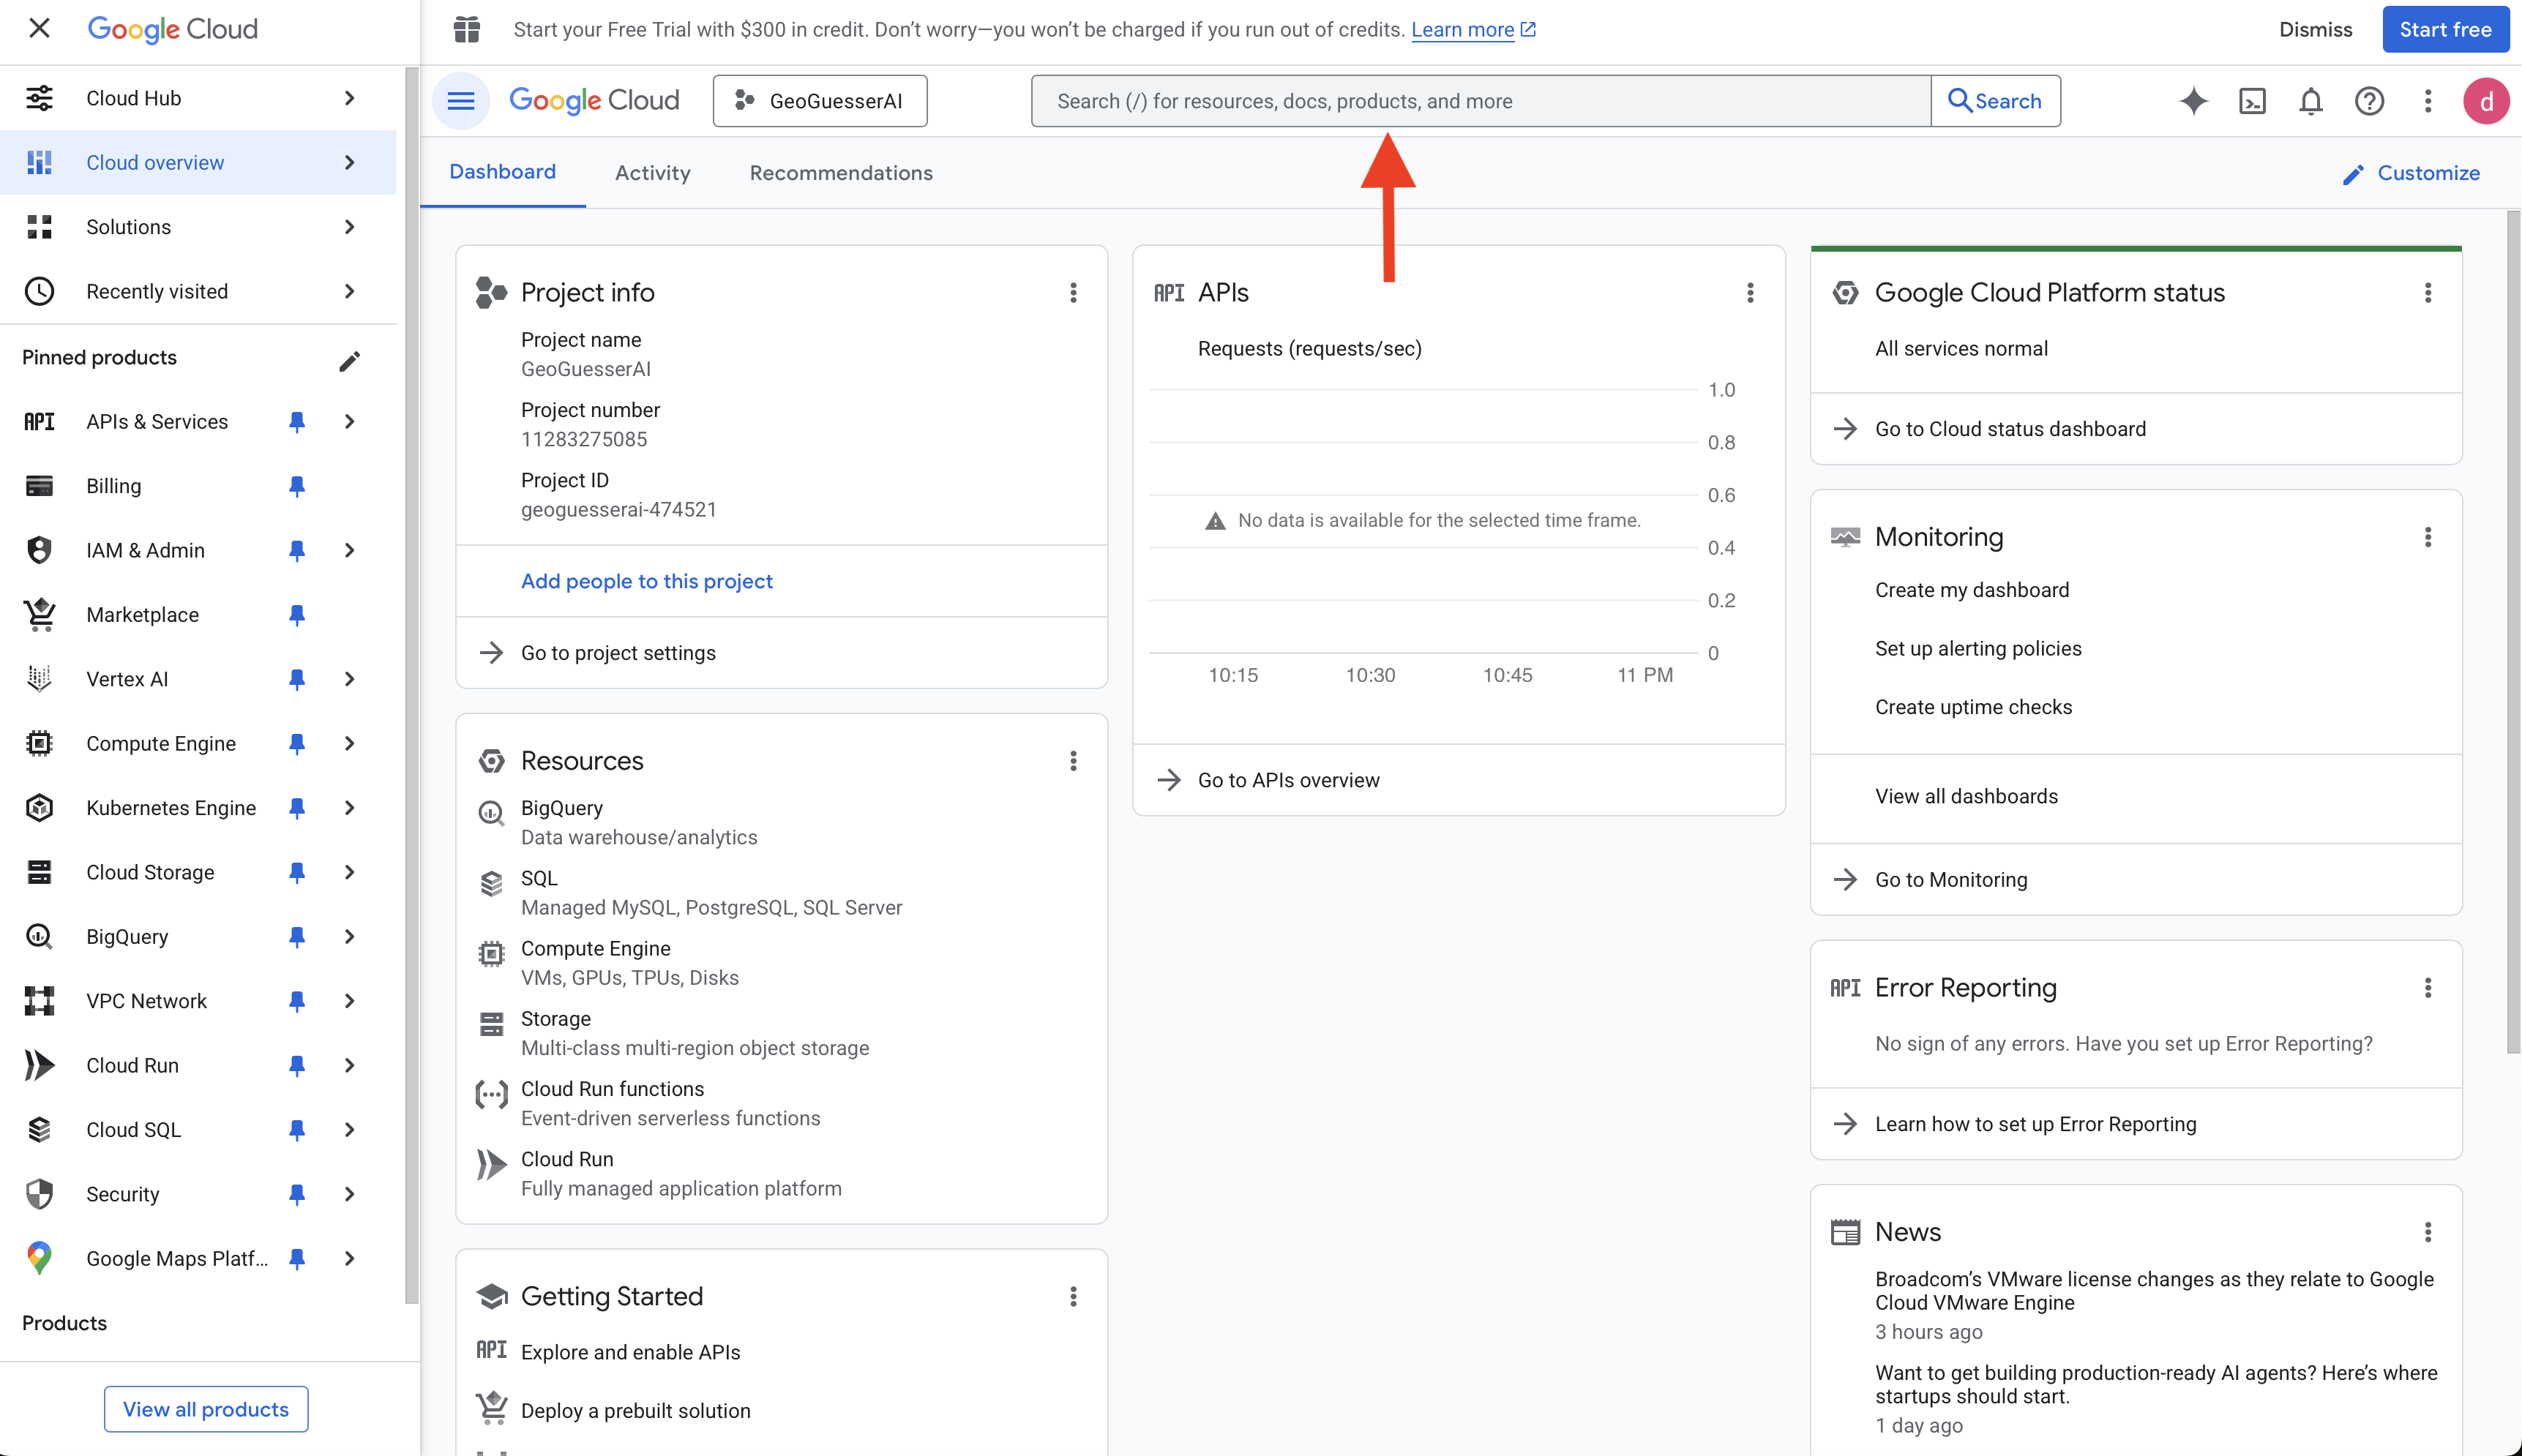 Google Cloud
Start your Free Trial with $300 in credit. Don't worry—you won't be charged if you run out of credits. Learn more
Dismiss
Start free
Cloud Hub
Cloud overview
Solutions
Recently visited
Pinned products
API APIs & Services
Billing
IAM & Admin
Marketplace
Vertex AI
Compute Engine
Kubernetes Engine
Cloud Storage
BigQuery
VPC Network
Cloud Run
Cloud SQL
Security
Google Maps Platf...
Products
View all products
Google Cloud
GeoGuesserAI
Search (/) for resources, docs, products, and more
Search
d
Dashboard
Activity
Recommendations
Customize
Project info
Project name
GeoGuesserAI
Project number
11283275085
Project ID
geoguesserai-474521
Add people to this project
Go to project settings
Resources
BigQuery
Data warehouse/analytics
SQL
Managed MySQL, PostgreSQL, SQL Server
Compute Engine
VMs, GPUs, TPUs, Disks
Storage
Multi-class multi-region object storage
Cloud Run functions
Event-driven serverless functions
Cloud Run
Fully managed application platform
Getting Started
API Explore and enable APIs
Deploy a prebuilt solution
API APIs
Requests (requests/sec)
1.0
0.8
0.6
No data is available for the selected time frame.
0.4
0.2
0
10:15
10:30
10:45
11 PM
Go to APIs overview
Google Cloud Platform status
All services normal
Go to Cloud status dashboard
Monitoring
Create my dashboard
Set up alerting policies
Create uptime checks
View all dashboards
Go to Monitoring
API Error Reporting
No sign of any errors. Have you set up Error Reporting?
Learn how to set up Error Reporting
News
Broadcom's VMware license changes as they relate to Google
Cloud VMware Engine
3 hours ago
Want to get building production-ready AI agents? Here's where
startups should start.
1 day ago